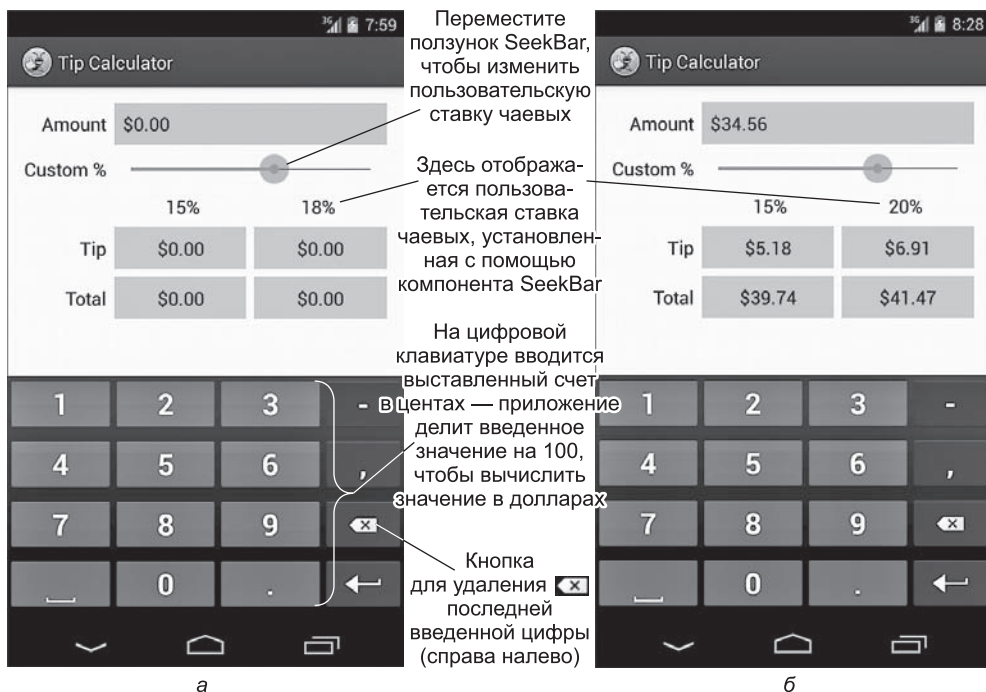 7:59
Tip Calculator
Amount $0.00
Custom %
15% 18%
Tip $0.00 $0.00
Total $0.00 $0.00
1 2 3 -
4 5 6 ,
7 8 9
0 .
а
Переместите
ползунок SeekBar,
чтобы изменить
пользовательскую
ставку чаевых
Здесь отобража-
ется пользова-
тельская ставка
чаевых, установлен-
ная с помощью
компонента SeekBar
На цифровой
клавиатуре вводится
выставленный счет
в центах — приложение
делит введенное
значение на 100,
чтобы вычислить
значение в долларах
Кнопка
для удаления
последней
введенной цифры
(справа налево)
3G 8:28
Tip Calculator
Amount $34.56
Custom %
15% 20%
Tip $5.18 $6.91
Total $39.74 $41.47
1 2 3 -
4 5 6 ,
7 8 9
0 .
б